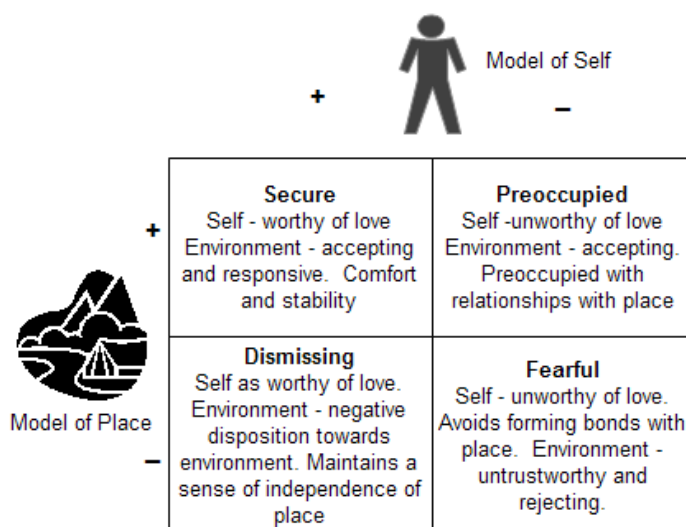 Model of Self
+
−
+
Secure
Self - worthy of love
Environment - accepting
and responsive.  Comfort
and stability
Preoccupied
Self -unworthy of love
Environment - accepting.
Preoccupied with
relationships with place
Model of Place
−
Dismissing
Self as worthy of love.
Environment - negative
disposition towards
environment. Maintains a
sense of independence of
place
Fearful
Self - unworthy of love.
Avoids forming bonds with
place.  Environment -
untrustworthy and
rejecting.